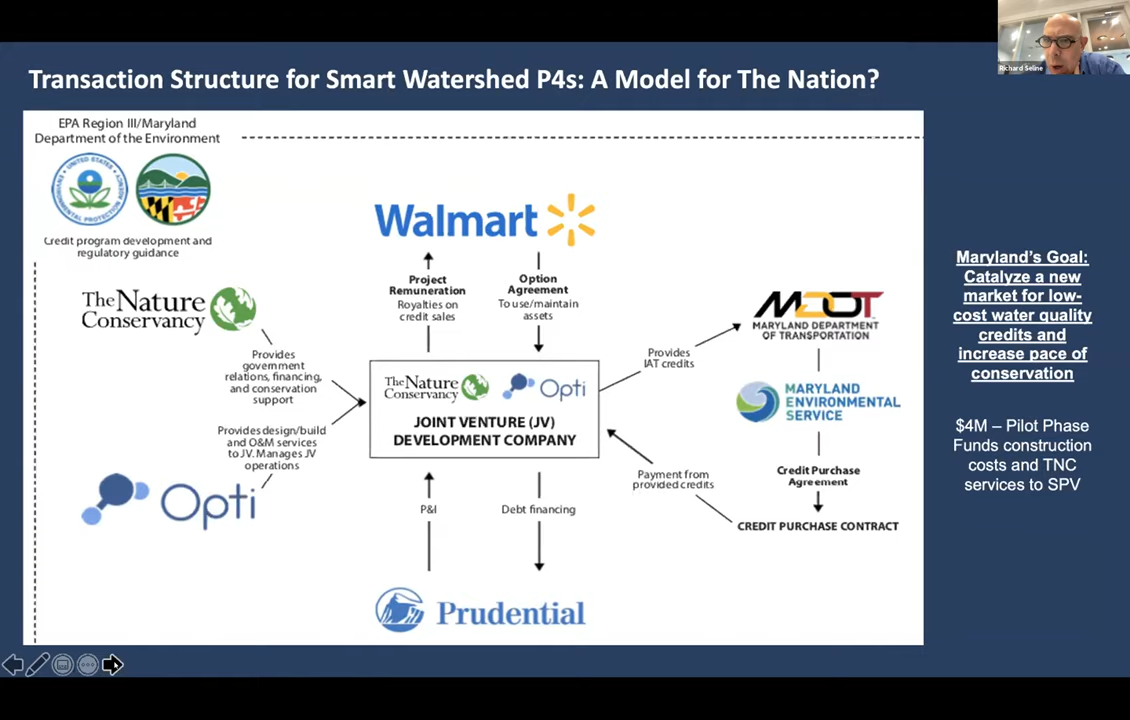 Richard Seline
Transaction Structure for Smart Watershed P4s: A Model for The Nation?
EPA Region III/Maryland
Department of the Environment
UNITED STATES
ENVIRONMENTAL PROTECTION AGENCY
Credit program development and
regulatory guidance
The Nature
Conservancy
Provides
government
relations, financing,
and conservation
support
Provides design/build
and O&M services
to JV. Manages JV
operations
Opti
Walmart
Project
Remuneration
Royalties on
credit sales
Option
Agreement
To use/maintain
assets
The Nature
Conservancy
Opti
JOINT VENTURE (JV)
DEVELOPMENT COMPANY
P&I
Debt financing
Prudential
Provides
IAT credits
Payment from
provided credits
MDOT
MARYLAND DEPARTMENT
OF TRANSPORTATION
MARYLAND
ENVIRONMENTAL
SERVICE
Credit Purchase
Agreement
CREDIT PURCHASE CONTRACT
Maryland's Goal:
Catalyze a new
market for low-
cost water quality
credits and
increase pace of
conservation
$4M – Pilot Phase
Funds construction
costs and TNC
services to SPV